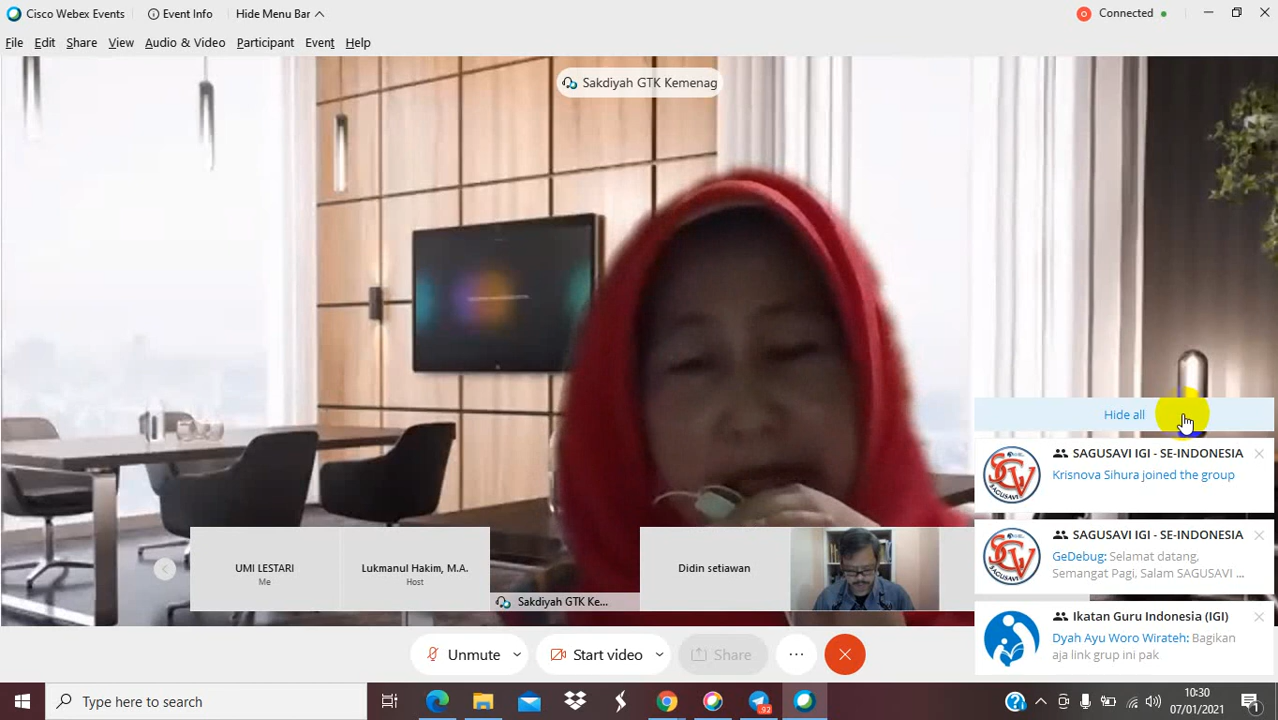 Cisco Webex Events
Event Info
Hide Menu Bar
Connected
File Edit Share View Audio & Video Participant Event Help
Sakdiyah GTK Kemenag
Hide all
SAGUSAVI IGI - SE-INDONESIA
Krisnova Sihura joined the group
SAGUSAVI IGI - SE-INDONESIA
GeDebug: Selamat datang,
Semangat Pagi, Salam SAGUSAVI ...
Ikatan Guru Indonesia (IGI)
Dyah Ayu Woro Wirateh: Bagikan
aja link grup ini pak
UMI LESTARI
Me
Lukmanul Hakim, M.A.
Host
Sakdiyah GTK Ke...
Didin setiawan
Unmute
Start video
Share
Type here to search
92
10:30
07/01/2021
1